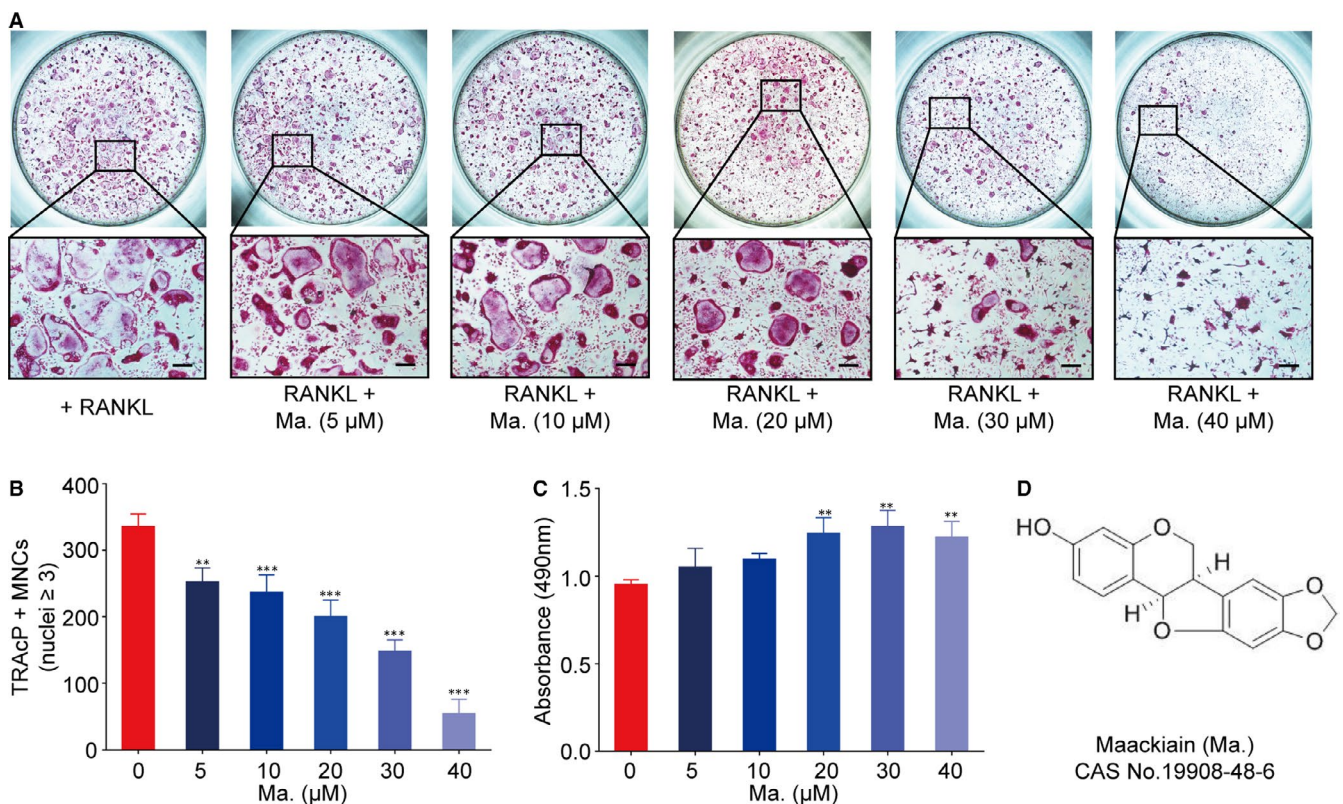 A
+ RANKL
RANKL +
Ma. (5 μM)
RANKL +
Ma. (10 μM)
RANKL +
Ma. (20 μM)
RANKL +
Ma. (30 μM)
RANKL +
Ma. (40 μM)
B
TRAcP + MNCs
(nuclei ≥ 3)
400
300
200
100
0
**
***
***
***
***
0 5 10 20 30 40
Ma. (μM)
C
Absorbance (490nm)
1.5
1.0
0.5
0.0
**
**
**
0 5 10 20 30 40
Ma. (μM)
D
HO
O
H
H
O
O
O
Maackiain (Ma.)
CAS No.19908-48-6